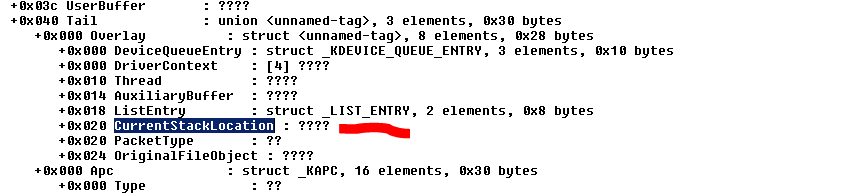 +0x03c UserBuffer : ????
+0x040 Tail : union <unnamed-tag>, 3 elements, 0x30 bytes
+0x000 Overlay : struct <unnamed-tag>, 8 elements, 0x28 bytes
+0x000 DeviceQueueEntry : struct _KDEVICE_QUEUE_ENTRY, 3 elements, 0x10 bytes
+0x000 DriverContext : [4] ????
+0x010 Thread : ????
+0x014 AuxiliaryBuffer : ????
+0x018 ListEntry : struct _LIST_ENTRY, 2 elements, 0x8 bytes
+0x020 CurrentStackLocation : ????
+0x020 PacketType : ??
+0x024 OriginalFileObject : ????
+0x000 Apc : struct _KAPC, 16 elements, 0x30 bytes
+0x000 Type : ??